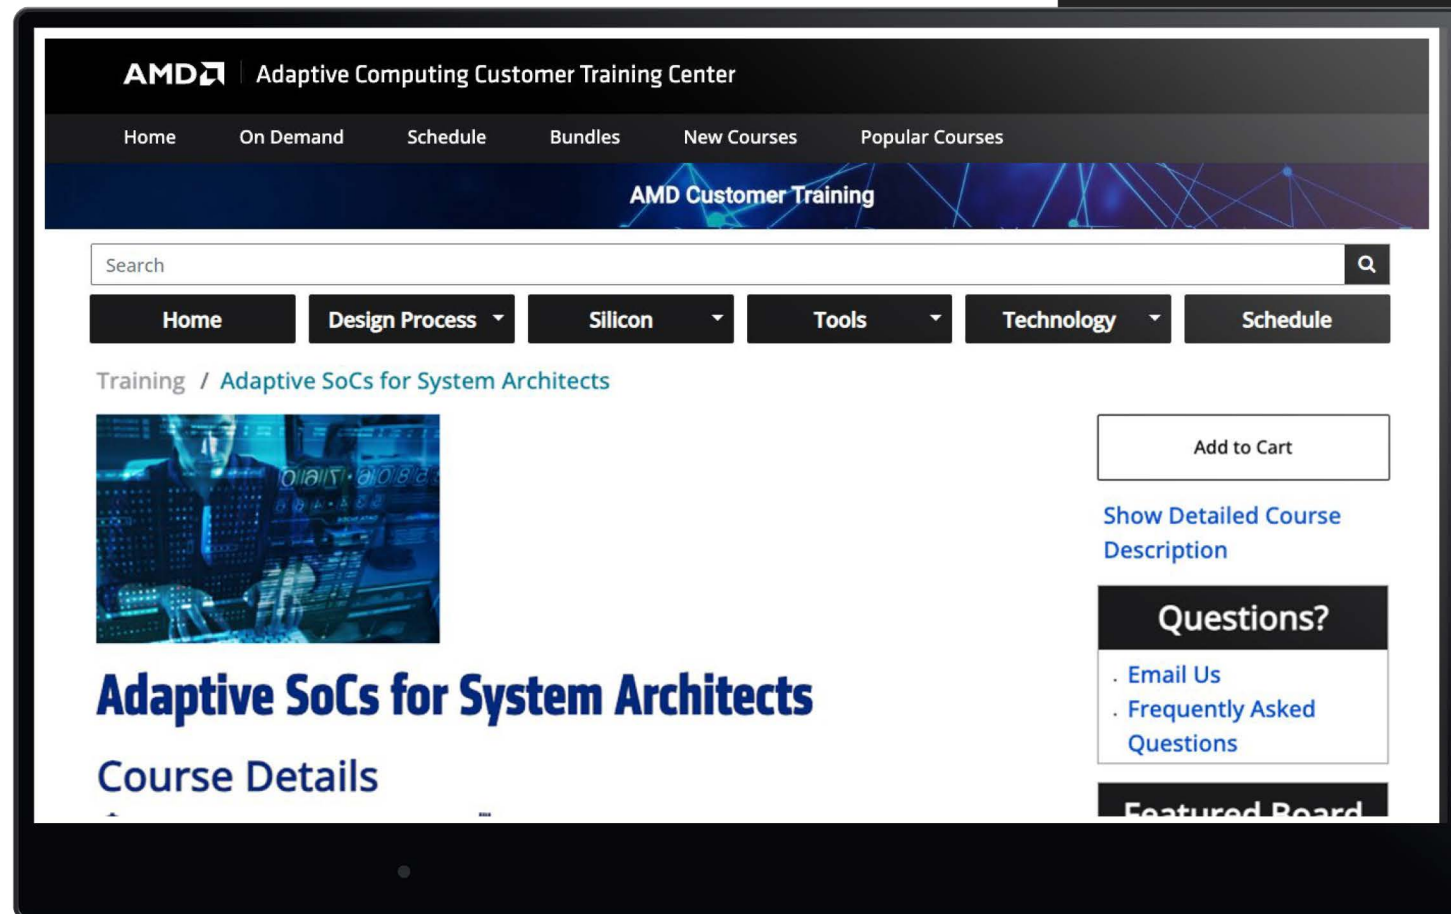 AMD Adaptive Computing Customer Training Center
Home On Demand Schedule Bundles New Courses Popular Courses
AMD Customer Training
Search
Home Design Process Silicon Tools Technology Schedule
Training / Adaptive SoCs for System Architects
Add to Cart
Show Detailed Course
Description
Questions?
. Email Us
. Frequently Asked
Questions
Adaptive SoCs for System Architects
Course Details
Featured Board